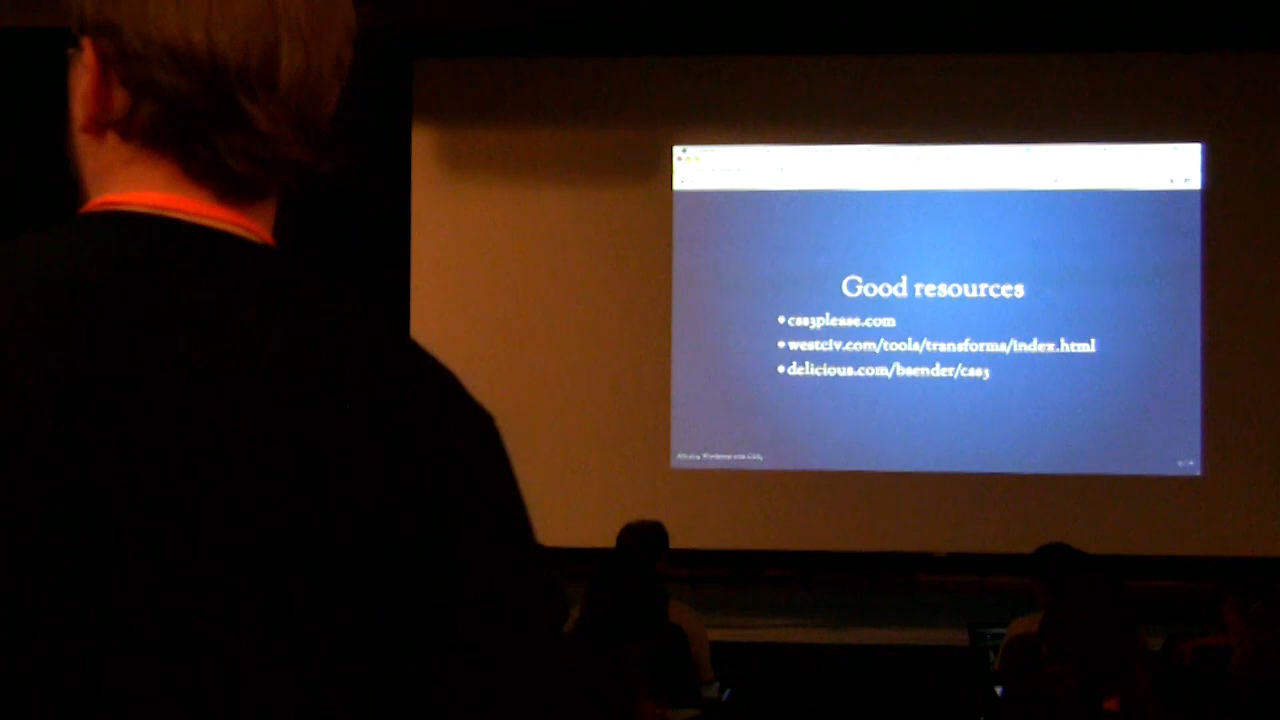 Good resources
• css3please.com
• westciv.com/tools/transforms/index.html
• delicious.com/bsender/css3